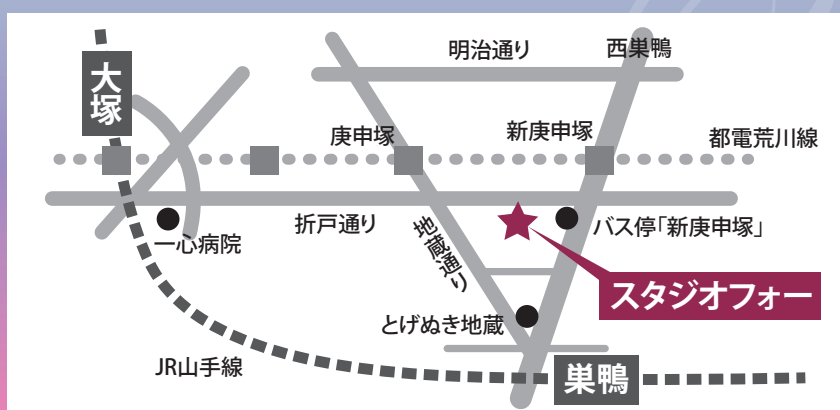 明治通り
西巣鴨
大塚
庚申塚
新庚申塚
都電荒川線
折戸通り
地蔵通り
バス停「新庚申塚」
一心病院
スタジオフォー
とげぬき地蔵
JR山手線
巣鴨